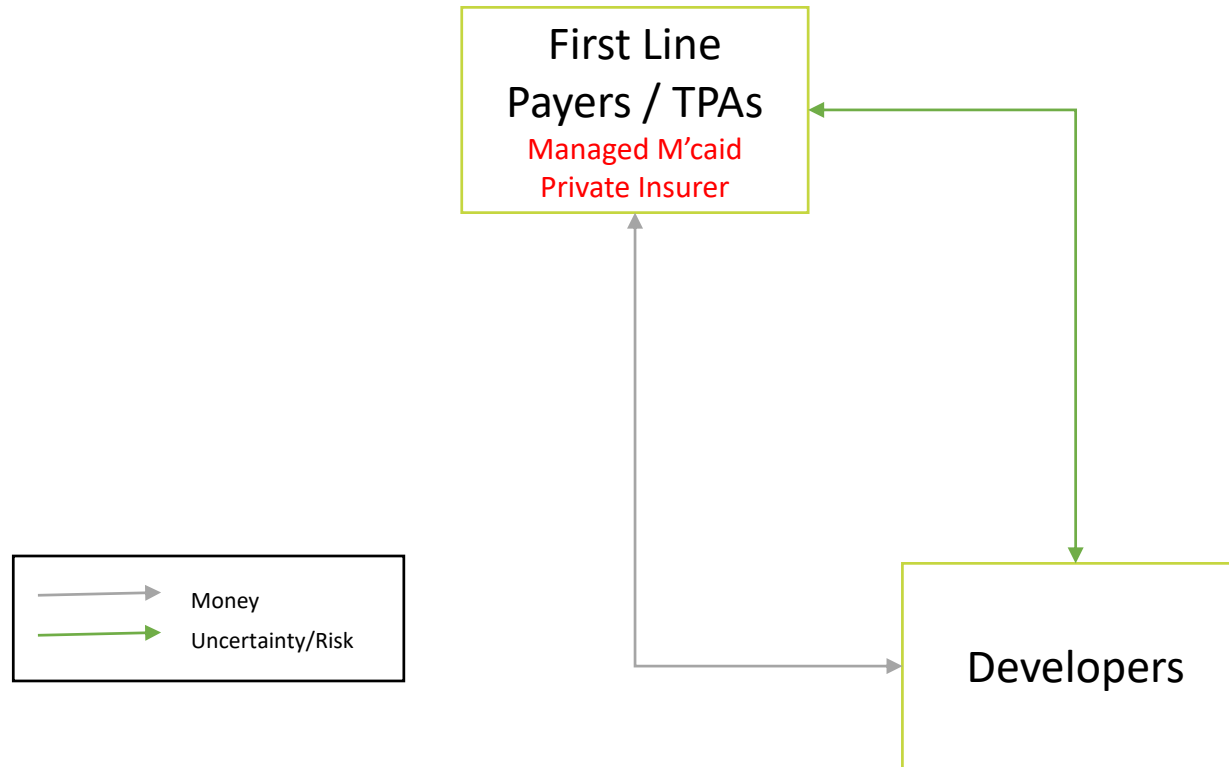 First Line
Payers / TPAs
Managed M’caid
Private Insurer
Money
Uncertainty/Risk
Developers